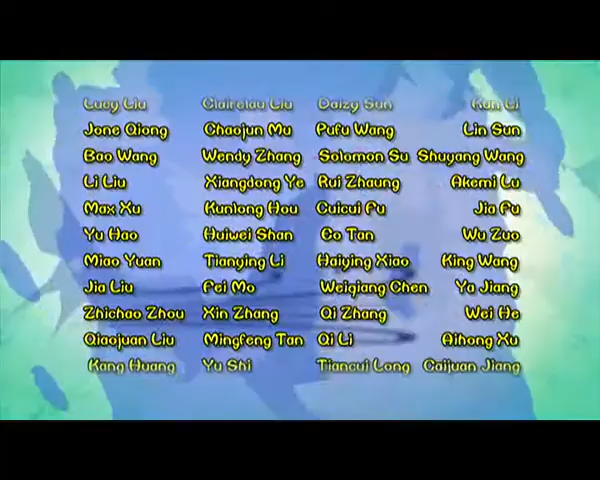 Lucy Liu Clairelau Liu Daizy Sun Kun Li
Jone Qiong Chaojun Mu Pufu Wang Lin Sun
Bao Wang Wendy Zhang Solomon Su Shuyang Wang
Li Liu Xiangdong Ye Rui Zhaung Akemi Lu
Max Xu Kunlong Hou Cuicui Fu Jia Fu
Yu Hao Huiwei Shan Bo Tan Wu Zuo
Miao Yuan Tianying Li Haiying Xiao King Wang
Jia Liu Fei Mo Weiqiang Chen Ya Jiang
Zhichao Zhou Xin Zhang Qi Zhang Wei He
Qiaojuan Liu Mingfeng Tan Qi Li Aihong Xu
Kang Huang Yu Shi Tiancui Long Caijuan Jiang